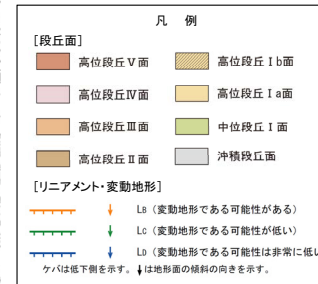 凡 例
[段丘面]
高位段丘Ⅴ面 高位段丘Ⅰb面
高位段丘Ⅳ面 高位段丘Ⅰa面
高位段丘Ⅲ面 中位段丘Ⅰ面
高位段丘Ⅱ面 沖積段丘面
[リニアメント・変動地形]
↓ LB (変動地形である可能性がある)
↓ LC (変動地形である可能性が低い)
↓ LD (変動地形である可能性は非常に低い
ケバは低下側を示す。↓は地形面の傾斜の向きを示す。